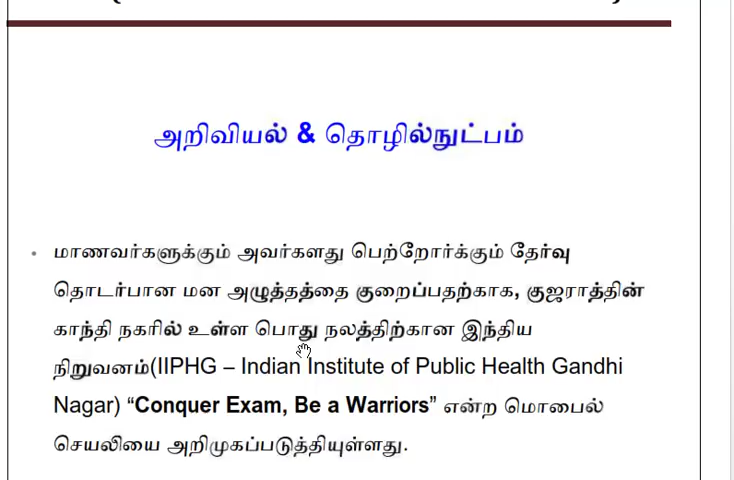 அறிவியல் & தொழில்நுட்பம்
• மாணவர்களுக்கும் அவர்களது பெற்றோர்க்கும் தேர்வு
தொடர்பான மன அழுத்தத்தை குறைப்பதற்காக, குஜராத்தின்
காந்தி நகரில் உள்ள பொது நலத்திற்கான இந்திய
நிறுவனம்(IIPHG – Indian Institute of Public Health Gandhi
Nagar) “Conquer Exam, Be a Warriors” என்ற மொபைல்
செயலியை அறிமுகப்படுத்தியுள்ளது.